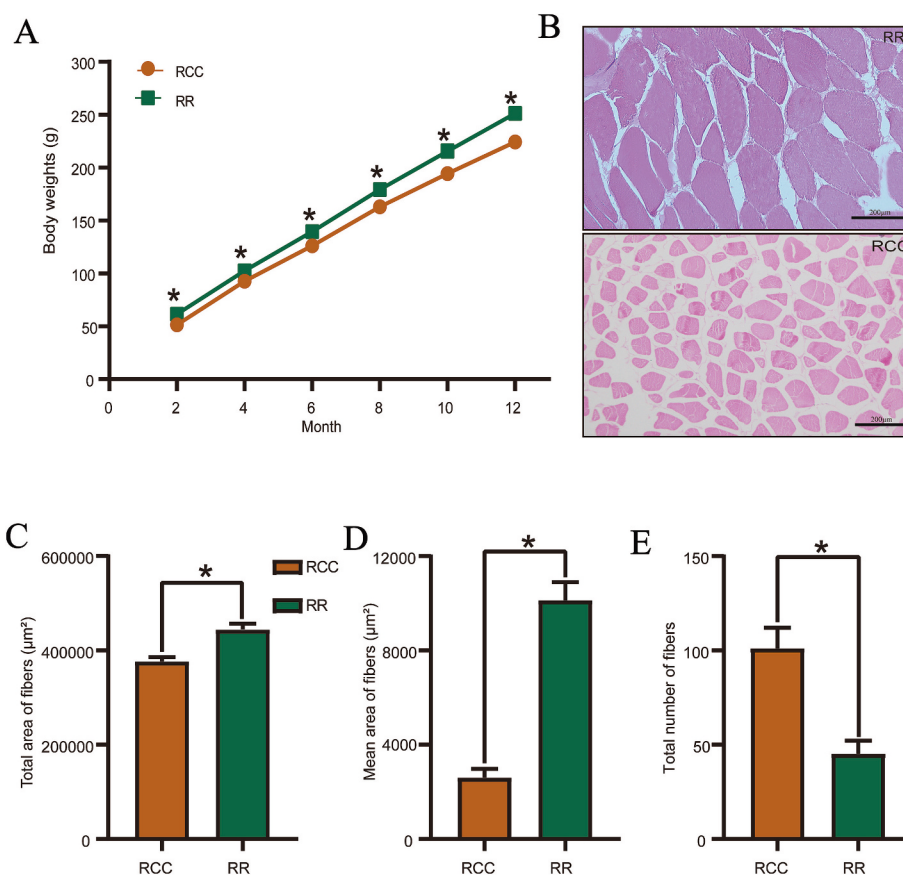 A
Body weights (g)
300
250
200
150
100
50
0
0 2 4 6 8 10 12
Month
RCC
RR
* * * * * *
B
RR
200μm
RCC
200μm
C
Total area of fibers (μm²)
600000
400000
200000
0
*
RCC
RR
RCC RR
D
Mean area of fibers (μm²)
12000
8000
4000
0
*
RCC RR
E
Total number of fibers
150
100
50
0
*
RCC RR